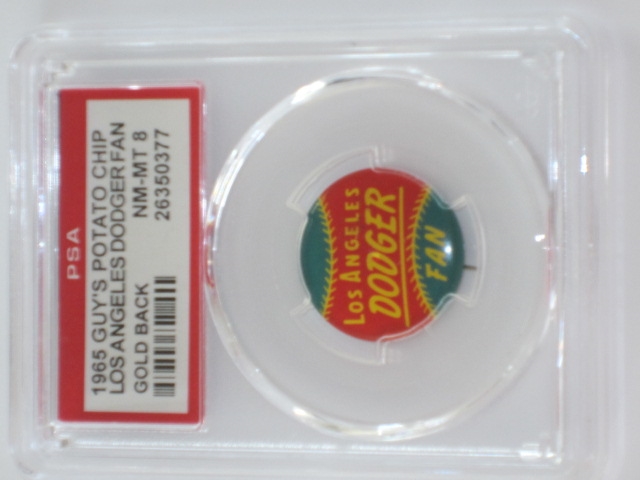 PSA
1965 GUY'S POTATO CHIP
LOS ANGELES DODGER FAN
GOLD BACK NM-MT 8
26350377
LOS ANGELES
DODGER
FAN